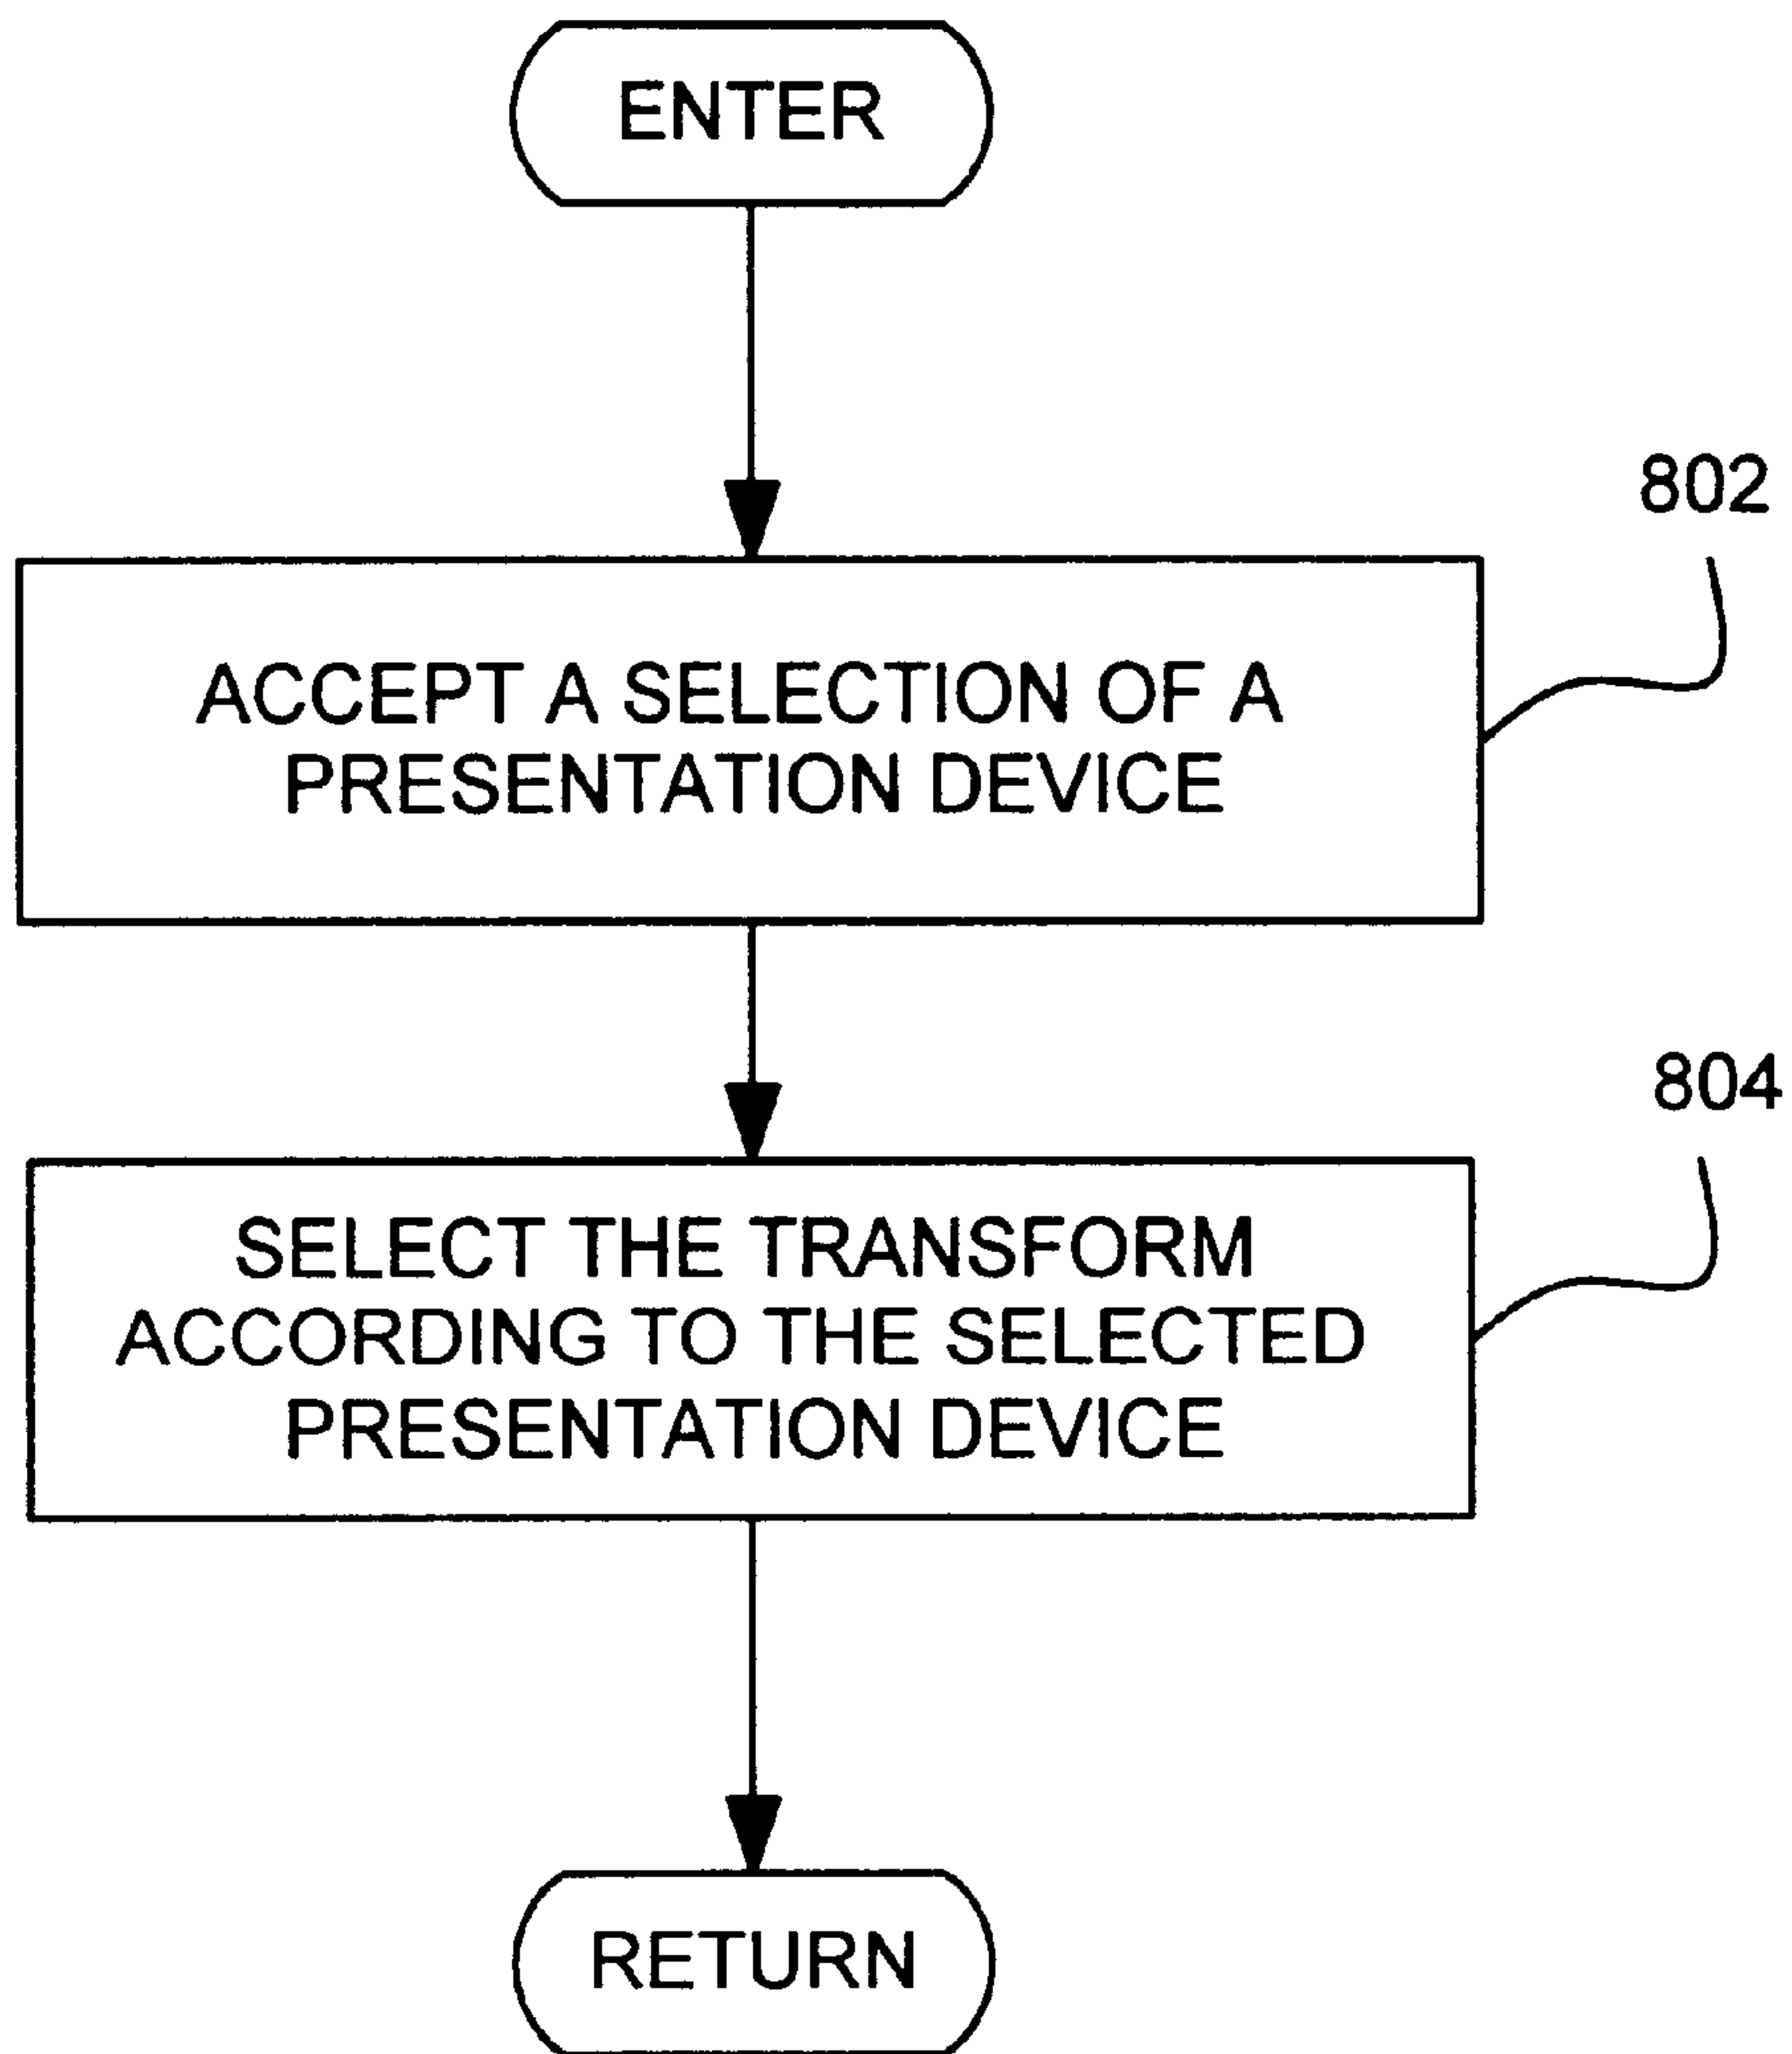 ENTER
802
ACCEPT A SELECTION OF A
PRESENTATION DEVICE
804
SELECT THE TRANSFORM
ACCORDING TO THE SELECTED
PRESENTATION DEVICE
RETURN